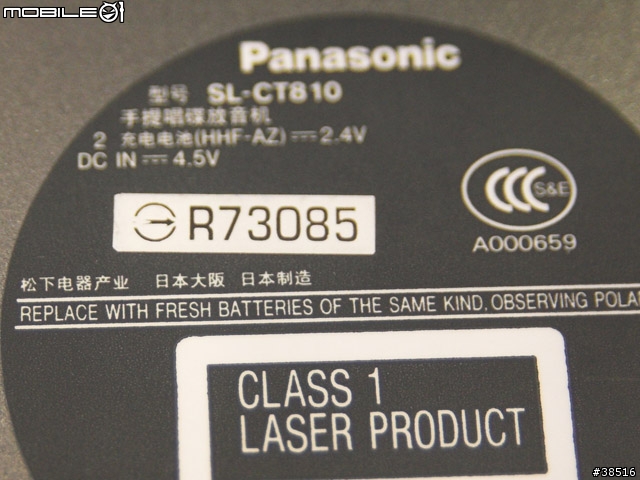 MOBILE01
Panasonic
型号 SL-CT810
手提唱碟放音机
2 充电电池(HHF-AZ) 2.4V
DC IN 4.5V
CCC S&E
R73085
A000659
松下电器产业 日本大阪 日本制造
REPLACE WITH FRESH BATTERIES OF THE SAME KIND, OBSERVING POLA
CLASS 1
LASER PRODUCT
#38516